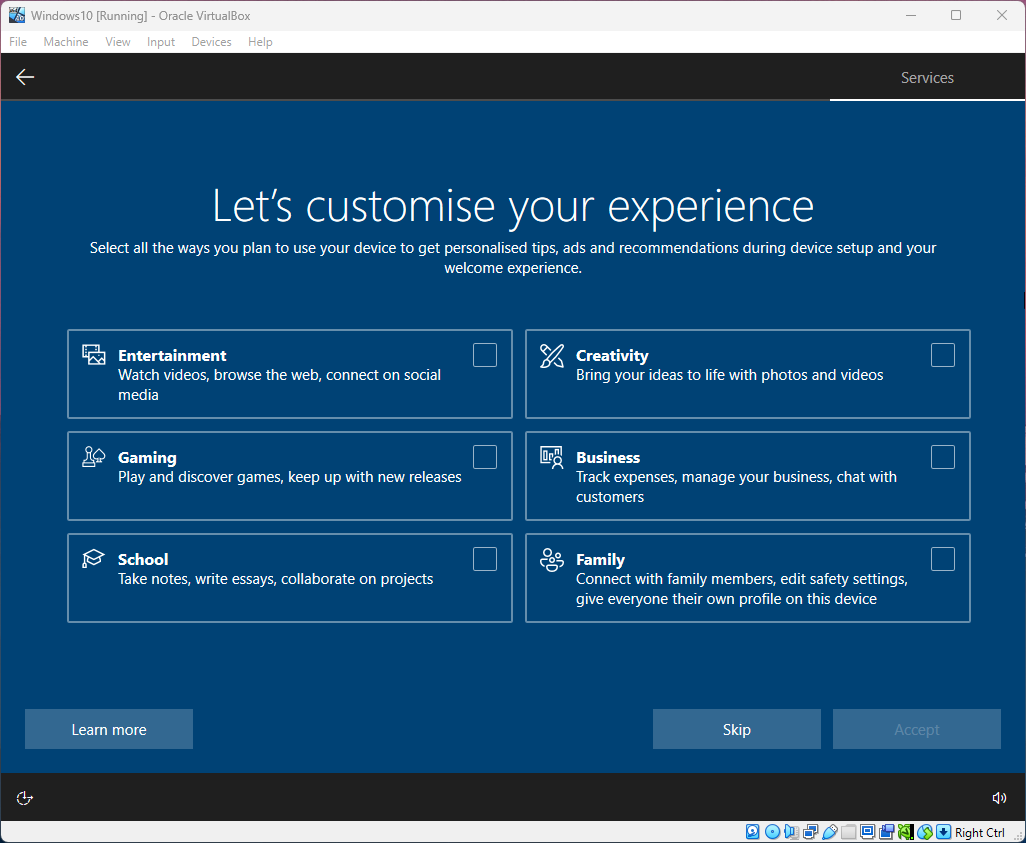 Windows10 [Running] - Oracle VirtualBox
File Machine View Input Devices Help
Services
Let's customise your experience
Select all the ways you plan to use your device to get personalised tips, ads and recommendations during device setup and your
welcome experience.
Entertainment
Watch videos, browse the web, connect on social
media
Creativity
Bring your ideas to life with photos and videos
Gaming
Play and discover games, keep up with new releases
Business
Track expenses, manage your business, chat with
customers
School
Take notes, write essays, collaborate on projects
Family
Connect with family members, edit safety settings,
give everyone their own profile on this device
Learn more
Skip
Accept
Right Ctrl